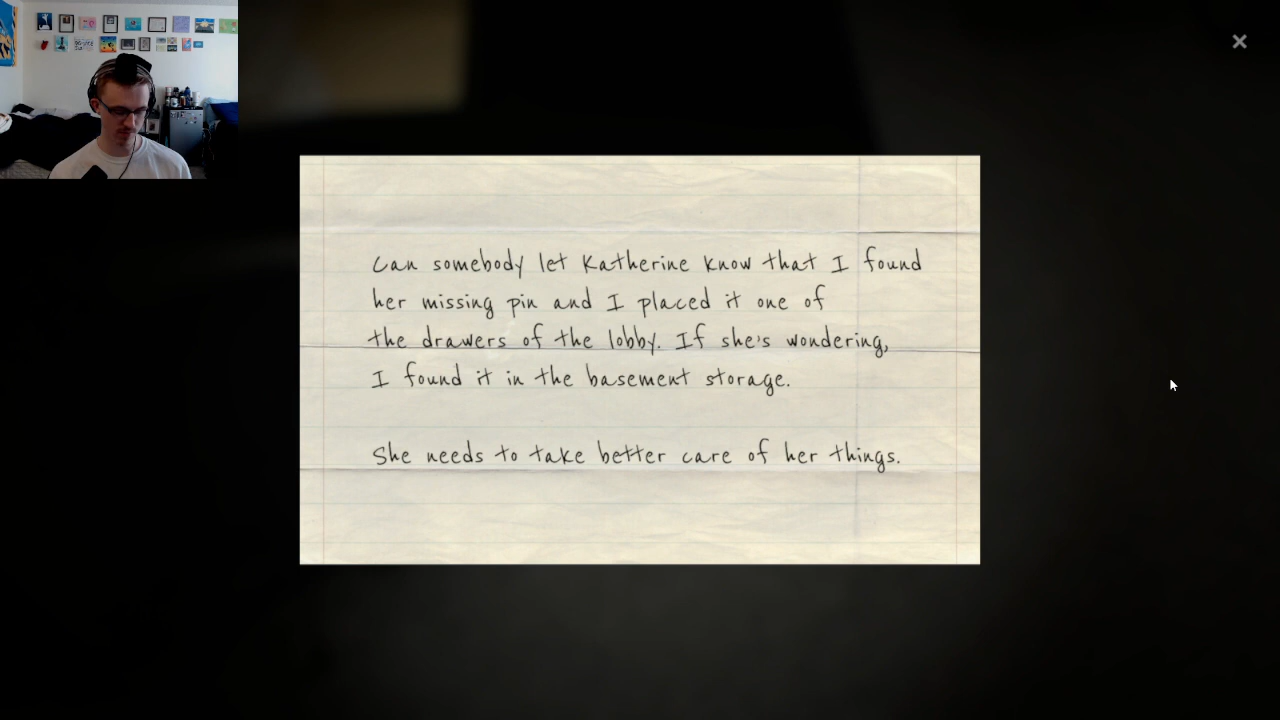 Can somebody let Katherine know that I found
her missing pin and I placed it one of
the drawers of the lobby. If she's wondering,
I found it in the basement storage.
She needs to take better care of her things.